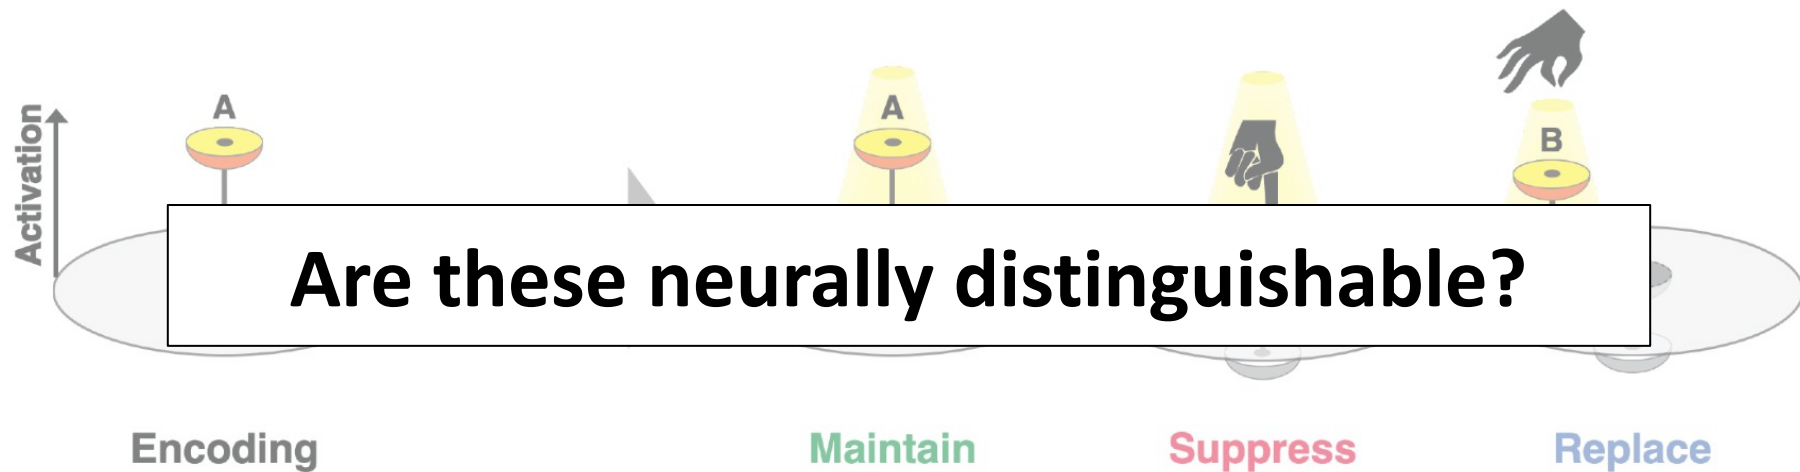 Activation
A
A
B
Are these neurally distinguishable?
Encoding
Maintain
Suppress
Replace